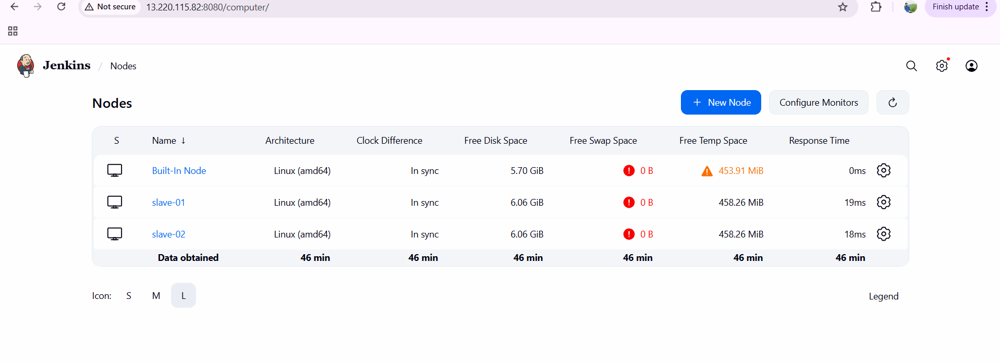 Not secure 13.220.115.82:8080/computer/ Finish update
Jenkins / Nodes
Nodes + New Node Configure Monitors
S Name ↓ Architecture Clock Difference Free Disk Space Free Swap Space Free Temp Space Response Time
Built-In Node Linux (amd64) In sync 5.70 GiB 0 B 453.91 MiB 0ms
slave-01 Linux (amd64) In sync 6.06 GiB 0 B 458.26 MiB 19ms
slave-02 Linux (amd64) In sync 6.06 GiB 0 B 458.26 MiB 18ms
Data obtained 46 min 46 min 46 min 46 min 46 min 46 min
Icon: S M L Legend